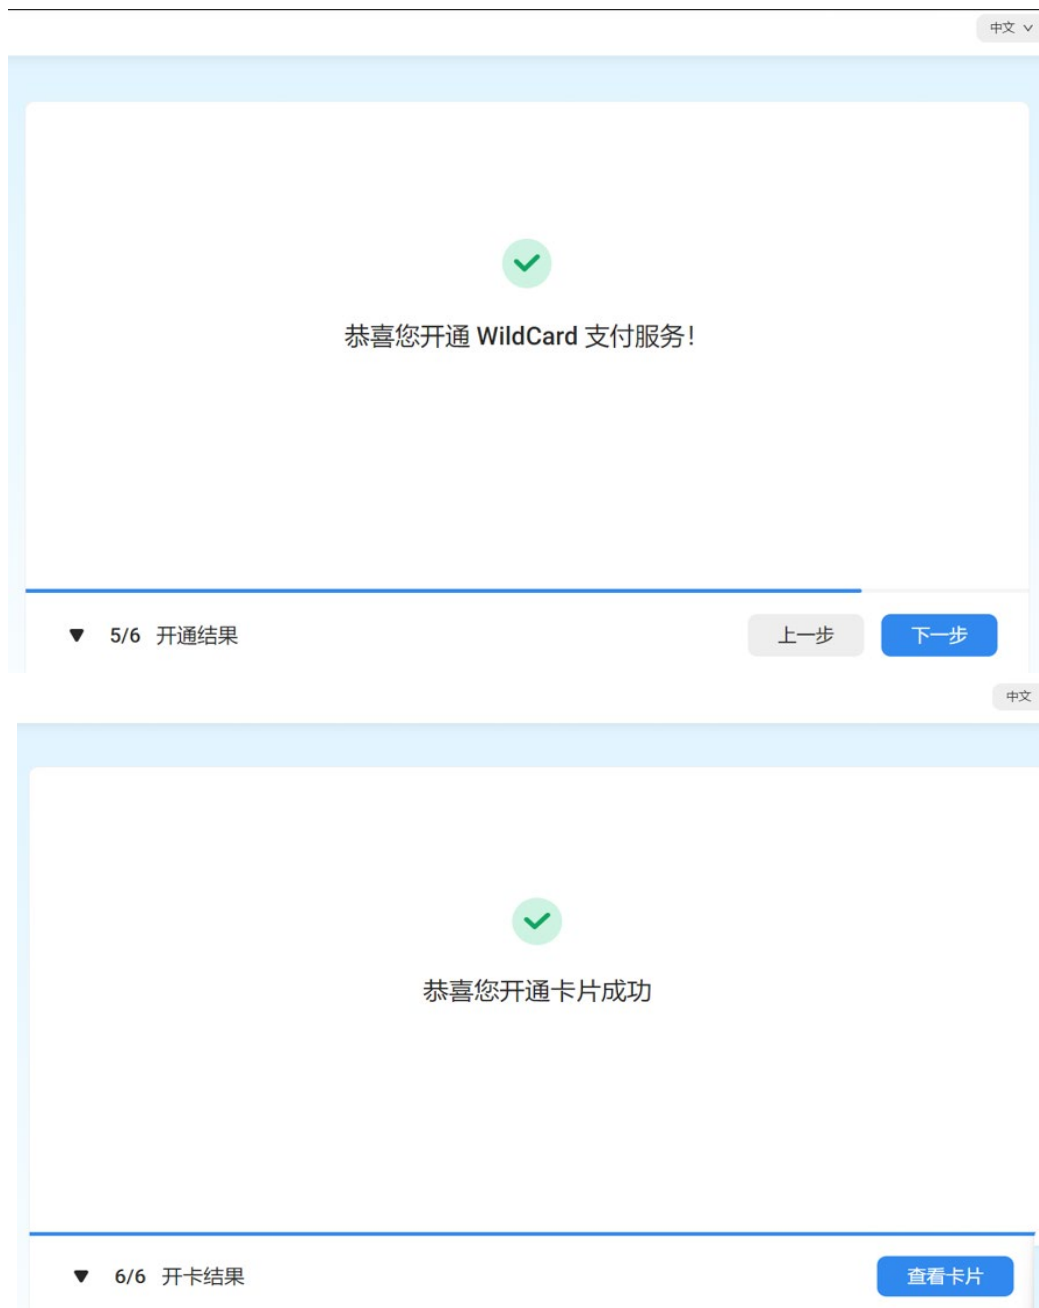 中文
恭喜您开通 WildCard 支付服务！
5/6 开通结果
上一步
下一步
中文
恭喜您开通卡片成功
6/6 开卡结果
查看卡片